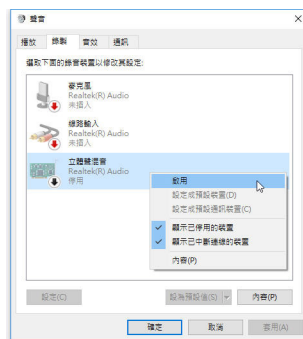 聲音
播放 錄製 音效 通訊
選取下面的錄音裝置以修改其設定:
麥克風
Realtek(R) Audio
未插入
線路輸入
Realtek(R) Audio
未插入
立體聲混音
Realtek(R) Audio
停用
啟用
設定成預設裝置(D)
設定成預設通訊裝置(C)
顯示已停用的裝置
顯示已中斷連線的裝置
內容(P)
設定(C) 設為預設值(S) 內容(P)
確定 取消 套用(A)